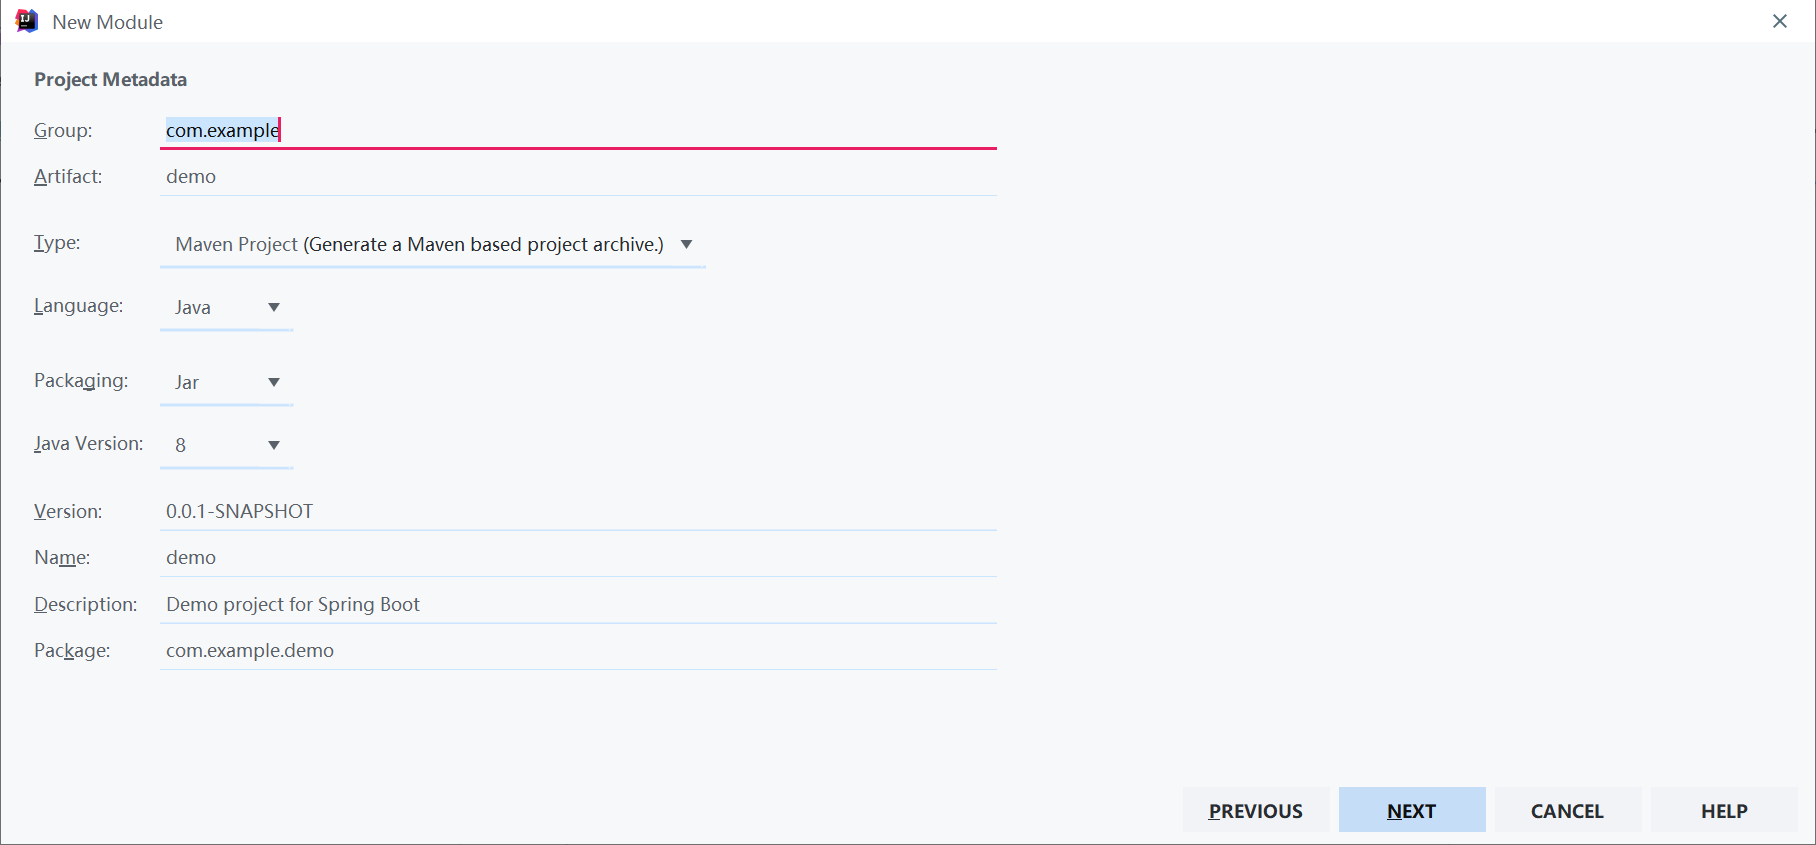 New Module
Project Metadata
Group: com.example
Artifact: demo
Type: Maven Project (Generate a Maven based project archive.)
Language: Java
Packaging: Jar
Java Version: 8
Version: 0.0.1-SNAPSHOT
Name: demo
Description: Demo project for Spring Boot
Package: com.example.demo
PREVIOUS NEXT CANCEL HELP